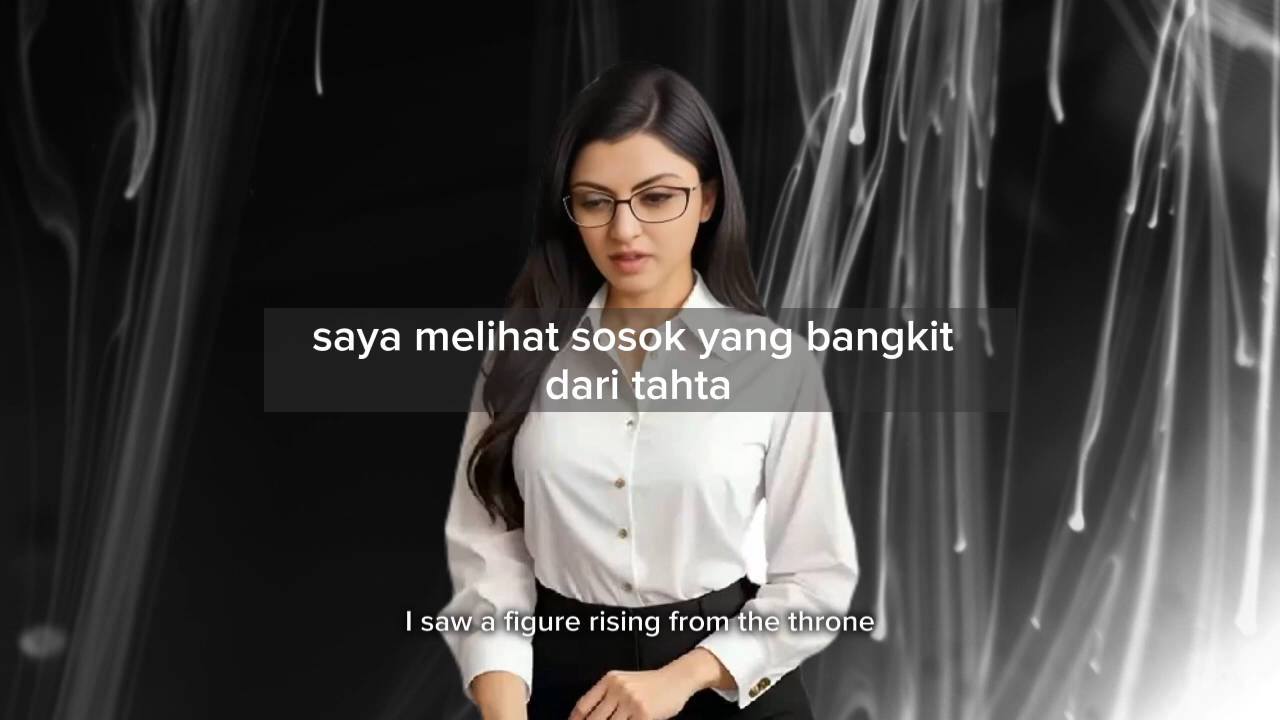 saya melihat sosok yang bangkit
dari tahta
I saw a figure rising from the throne